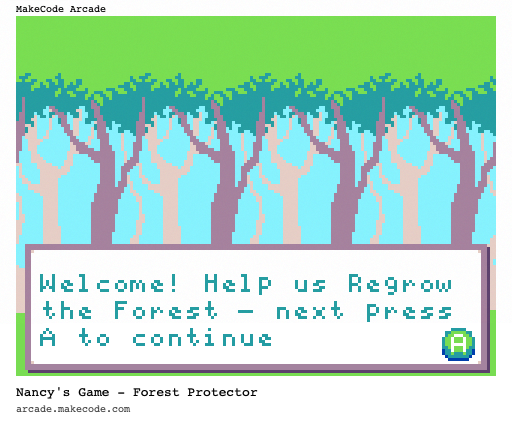 MakeCode Arcade
Welcome! Help us Regrow
the Forest - next press
A to continue
A
Nancy's Game - Forest Protector
arcade.makecode.com